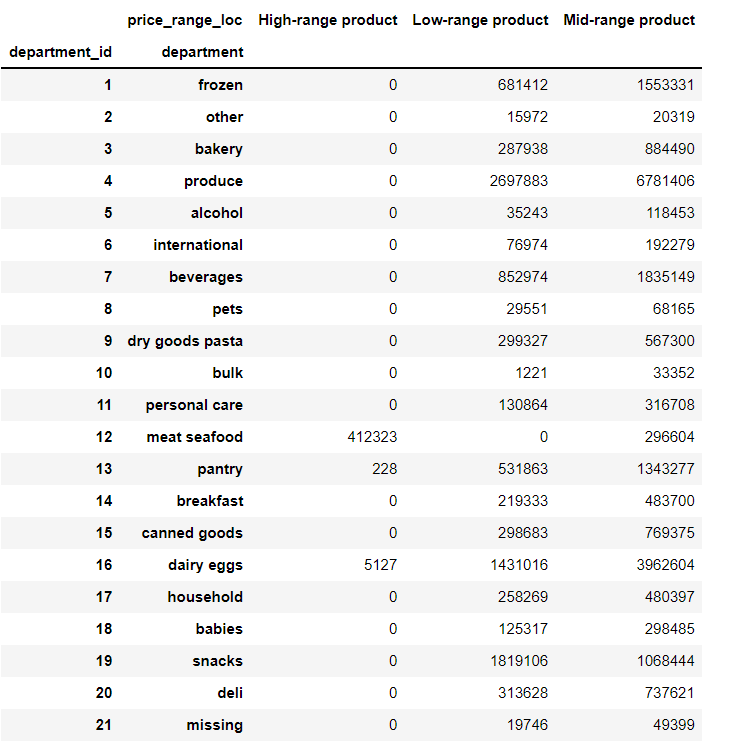 price_range_loc High-range product Low-range product Mid-range product
department_id department
1 frozen 0 681412 1553331
2 other 0 15972 20319
3 bakery 0 287938 884490
4 produce 0 2697883 6781406
5 alcohol 0 35243 118453
6 international 0 76974 192279
7 beverages 0 852974 1835149
8 pets 0 29551 68165
9 dry goods pasta 0 299327 567300
10 bulk 0 1221 33352
11 personal care 0 130864 316708
12 meat seafood 412323 0 296604
13 pantry 228 531863 1343277
14 breakfast 0 219333 483700
15 canned goods 0 298683 769375
16 dairy eggs 5127 1431016 3962604
17 household 0 258269 480397
18 babies 0 125317 298485
19 snacks 0 1819106 1068444
20 deli 0 313628 737621
21 missing 0 19746 49399